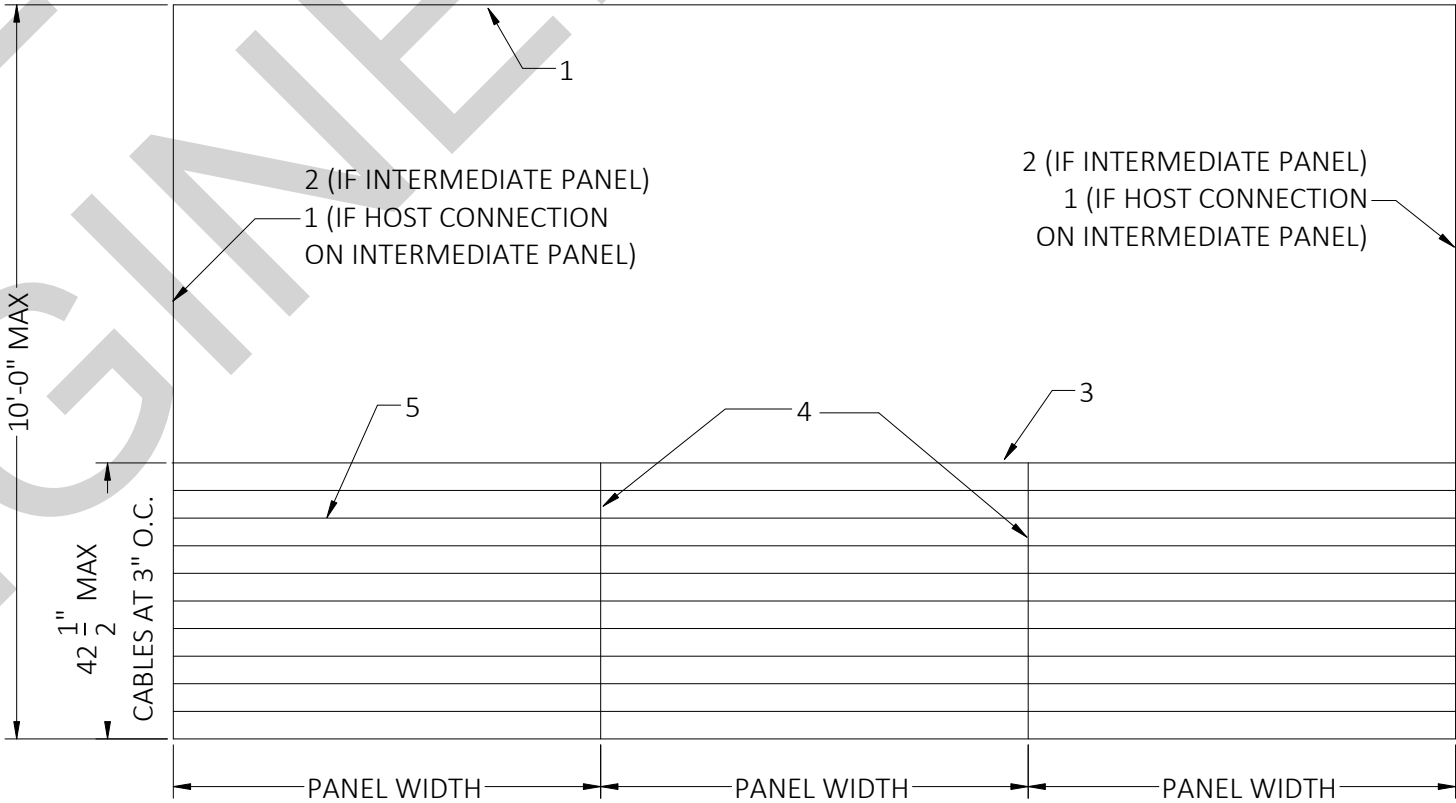 1
2 (IF INTERMEDIATE PANEL)
1 (IF HOST CONNECTION
ON INTERMEDIATE PANEL)
2 (IF INTERMEDIATE PANEL)
1 (IF HOST CONNECTION
ON INTERMEDIATE PANEL)
10'-0" MAX
5
4
3
42 1/2" MAX
CABLES AT 3" O.C.
PANEL WIDTH
PANEL WIDTH
PANEL WIDTH